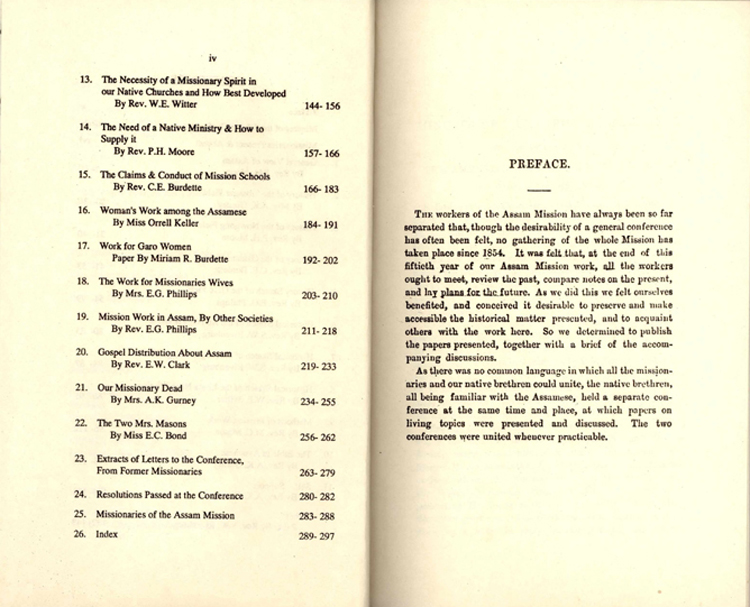 iv
13. The Necessity of a Missionary Spirit in
our Native Churches and How Best Developed
By Rev. W.E. Witter 144- 156
14. The Need of a Native Ministry & How to
Supply it
By Rev. P.H. Moore 157- 166
15. The Claims & Conduct of Mission Schools
By Rev. C.E. Burdette 166- 183
16. Woman's Work among the Assamese
By Miss Orrell Keller 184- 191
17. Work for Garo Women
Paper By Miriam R. Burdette 192- 202
18. The Work for Missionaries Wives
By Mrs. E.G. Phillips 203- 210
19. Mission Work in Assam, By Other Societies
By Rev. E.G. Phillips 211- 218
20. Gospel Distribution About Assam
By Rev. E.W. Clark 219- 233
21. Our Missionary Dead
By Mrs. A.K. Gurney 234- 255
22. The Two Mrs. Masons
By Miss E.C. Bond 256- 262
23. Extracts of Letters to the Conference,
From Former Missionaries 263- 279
24. Resolutions Passed at the Conference 280- 282
25. Missionaries of the Assam Mission 283- 288
26. Index 289- 297
PREFACE.
THE workers of the Assam Mission have always been so far
separated that, though the desirability of a general conference
has often been felt, no gathering of the whole Mission has
taken place since 1854. It was felt that, at the end of this
fiftieth year of our Assam Mission work, all the workers
ought to meet, review the past, compare notes on the present,
and lay plans for the future. As we did this we felt ourselves
benefited, and conceived it desirable to preserve and make
accessible the historical matter presented, and to acquaint
others with the work here. So we determined to publish
the papers presented, together with a brief of the accom-
panying discussions.
As there was no common language in which all the mission-
aries and our native brethren could unite, the native brethren,
all being familiar with the Assamese, held a separate con-
ference at the same time and place, at which papers on
living topics were presented and discussed. The two
conferences were united whenever practicable.